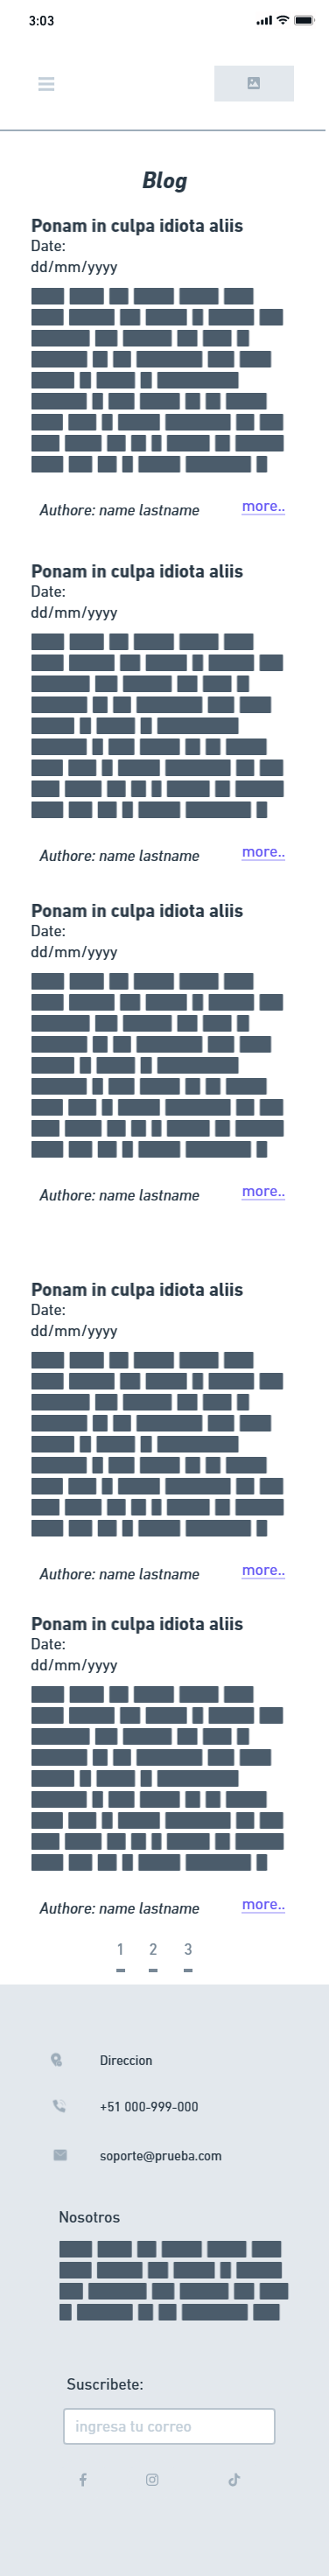 3:03
Blog
Ponam in culpa idiota aliis
Date:
dd/mm/yyyy
Authore: name lastname
more..
Ponam in culpa idiota aliis
Date:
dd/mm/yyyy
Authore: name lastname
more..
Ponam in culpa idiota aliis
Date:
dd/mm/yyyy
Authore: name lastname
more..
Ponam in culpa idiota aliis
Date:
dd/mm/yyyy
Authore: name lastname
more..
Ponam in culpa idiota aliis
Date:
dd/mm/yyyy
Authore: name lastname
more..
1 2 3
Direccion
+51 000-999-000
soporte@prueba.com
Nosotros
Suscribete:
ingresa tu correo